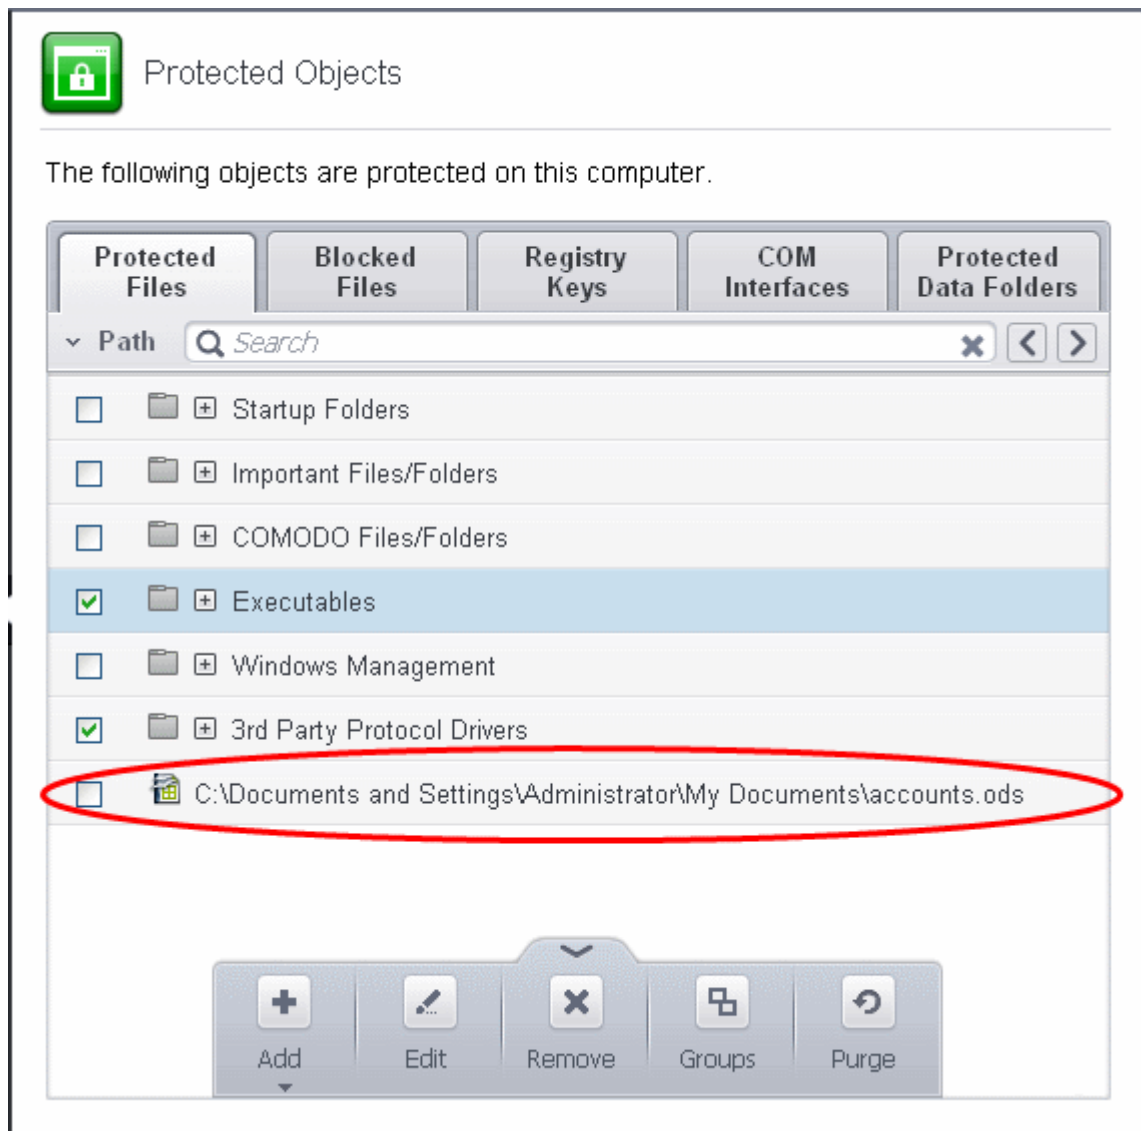 Protected Objects
The following objects are protected on this computer.
Protected Files
Blocked Files
Registry Keys
COM Interfaces
Protected Data Folders
Path
Search
Startup Folders
Important Files/Folders
COMODO Files/Folders
Executables
Windows Management
3rd Party Protocol Drivers
C:\Documents and Settings\Administrator\My Documents\accounts.ods
Add
Edit
Remove
Groups
Purge